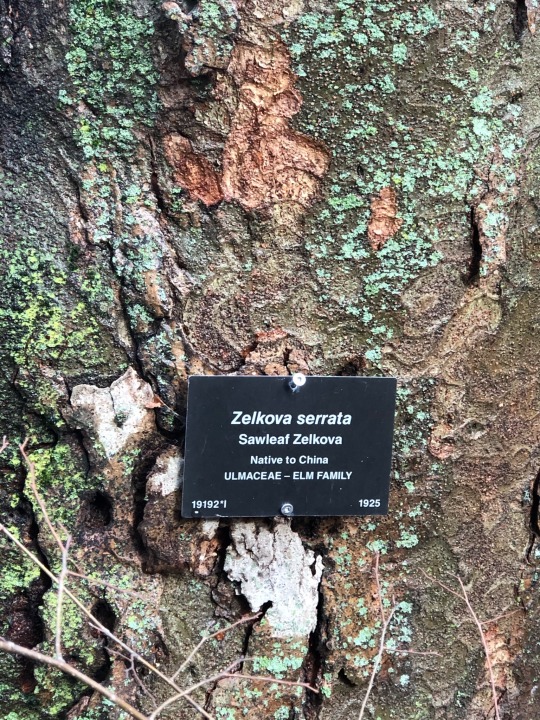 Zelkova serrata
Sawleaf Zelkova
Native to China
ULMACEAE – ELM FAMILY
19192*I 1925